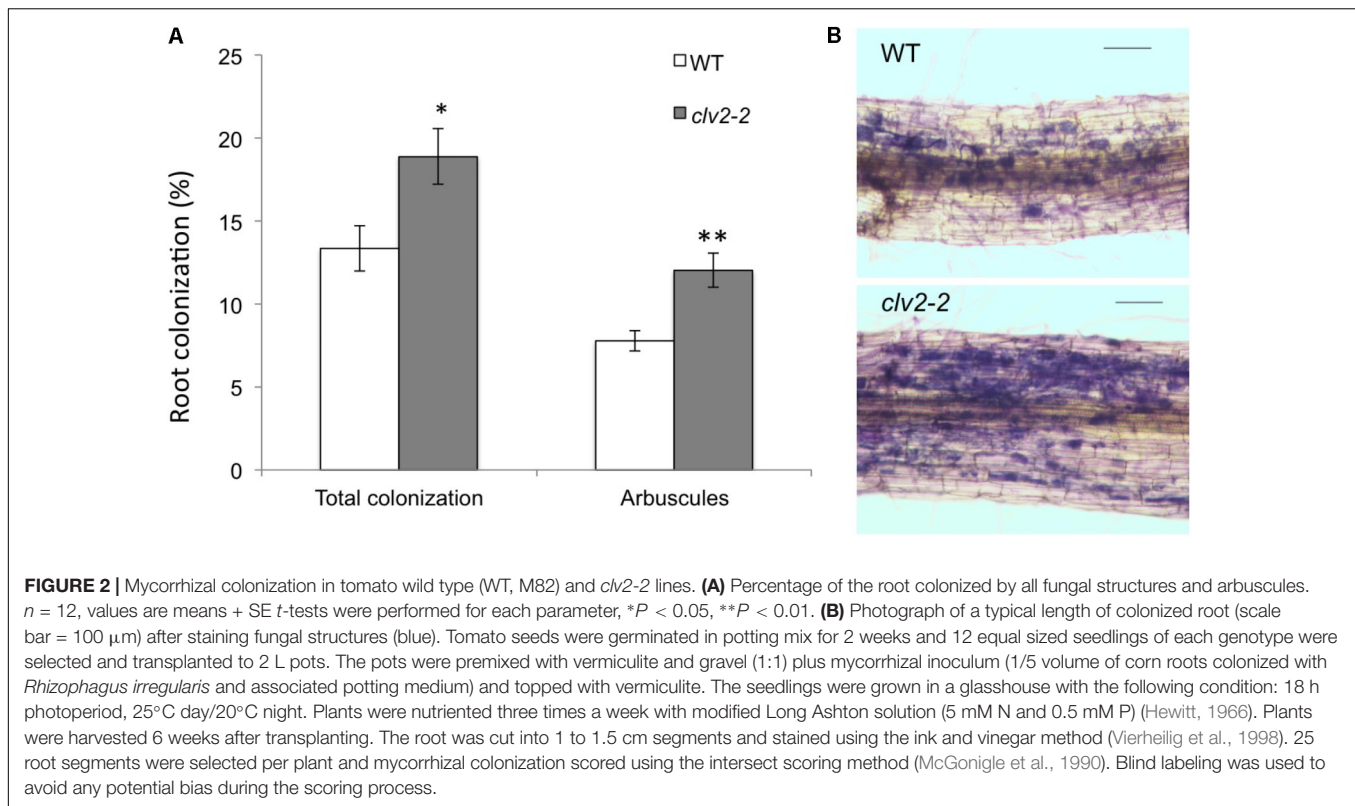 A
25
20
15
10
5
0
Root colonization (%)
WT
clv2-2
*
**
Total colonization
Arbuscules
B
WT
clv2-2
FIGURE 2 | Mycorrhizal colonization in tomato wild type (WT, M82) and clv2-2 lines. (A) Percentage of the root colonized by all fungal structures and arbuscules.
n = 12, values are means + SE t-tests were performed for each parameter, *P < 0.05, **P < 0.01. (B) Photograph of a typical length of colonized root (scale
bar = 100 μm) after staining fungal structures (blue). Tomato seeds were germinated in potting mix for 2 weeks and 12 equal sized seedlings of each genotype were
selected and transplanted to 2 L pots. The pots were premixed with vermiculite and gravel (1:1) plus mycorrhizal inoculum (1/5 volume of corn roots colonized with
Rhizophagus irregularis and associated potting medium) and topped with vermiculite. The seedlings were grown in a glasshouse with the following condition: 18 h
photoperiod, 25°C day/20°C night. Plants were nutriented three times a week with modified Long Ashton solution (5 mM N and 0.5 mM P) (Hewitt, 1966). Plants
were harvested 6 weeks after transplanting. The root was cut into 1 to 1.5 cm segments and stained using the ink and vinegar method (Vierheilig et al., 1998). 25
root segments were selected per plant and mycorrhizal colonization scored using the intersect scoring method (McGonigle et al., 1990). Blind labeling was used to
avoid any potential bias during the scoring process.